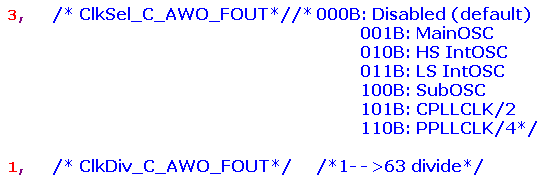 3, /* ClkSel_C_AWO_FOUT*//* 000B: Disabled (default)
001B: MainOSC
010B: HS IntOSC
011B: LS IntOSC
100B: SubOSC
101B: CPLLCLK/2
110B: PPLLCLK/4*/
1, /* ClkDiv_C_AWO_FOUT*/ /*1-->63 divide*/